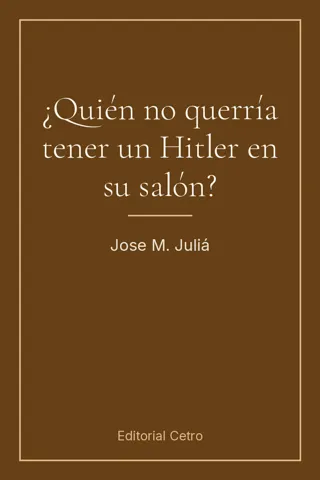 ¿Quién no querría
tener un Hitler en
su salón?
Jose M. Juliá
Editorial Cetro